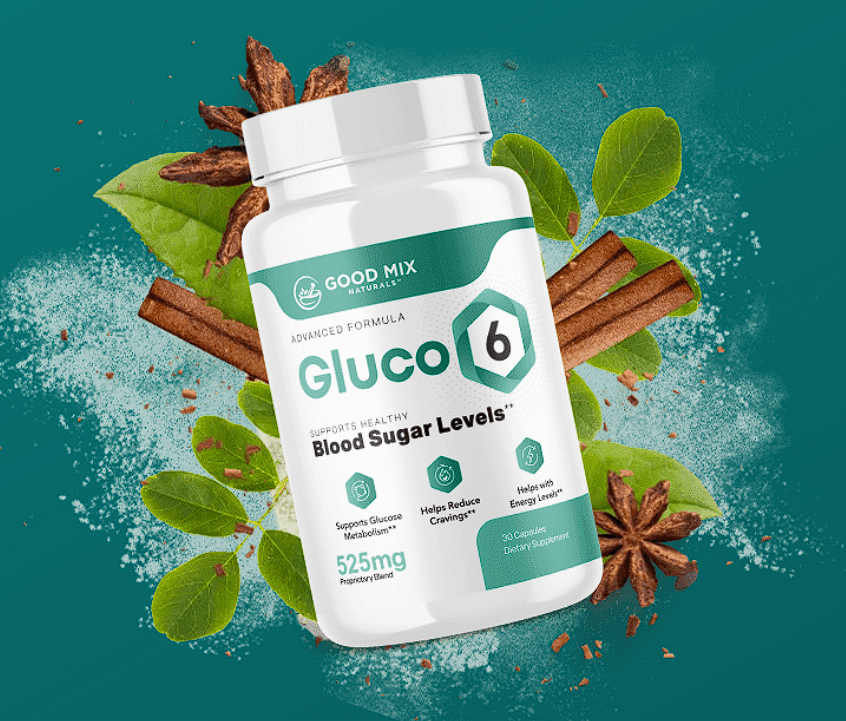 GOOD MIX
NATURALS™
ADVANCED FORMULA
Gluco 6
SUPPORTS HEALTHY
Blood Sugar Levels**
Supports Glucose
Metabolism**
Helps Reduce
Cravings**
Helps with
Energy Levels**
525mg
Proprietary Blend
30 Capsules
Dietary Supplement